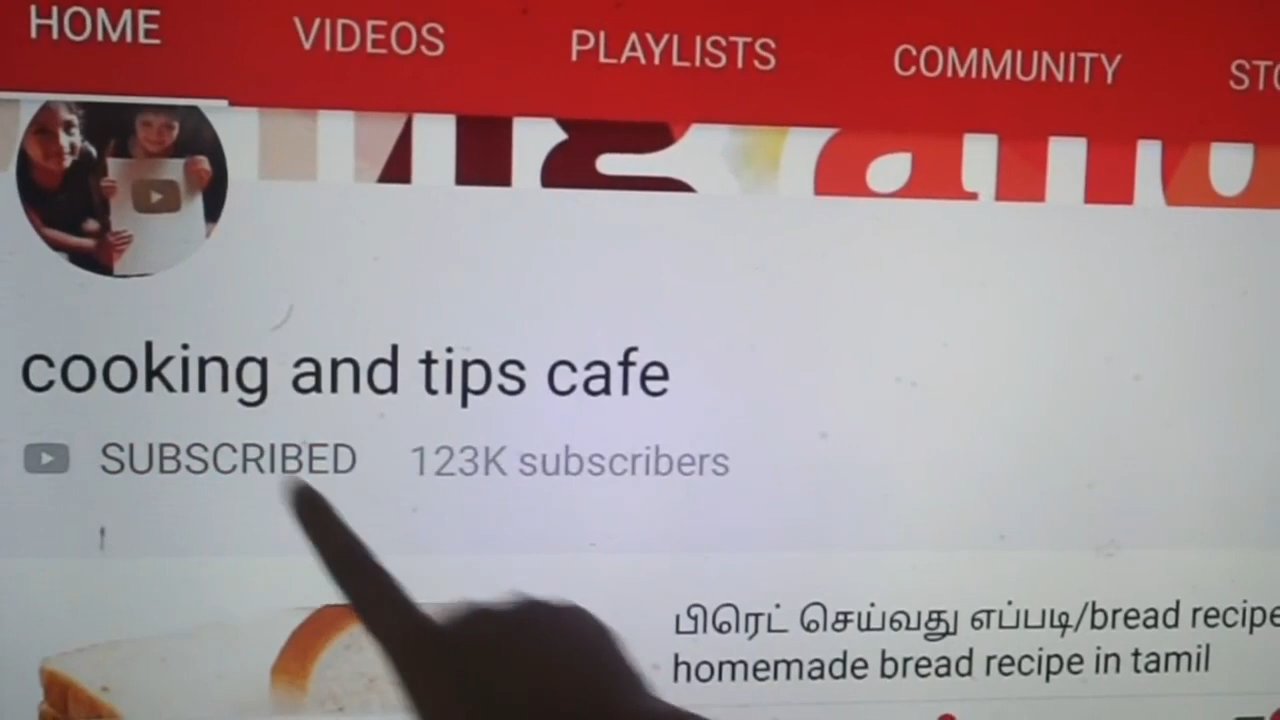 HOME VIDEOS PLAYLISTS COMMUNITY
cooking and tips cafe
SUBSCRIBED 123K subscribers
பிரெட் செய்வது எப்படி/bread recipe
homemade bread recipe in tamil